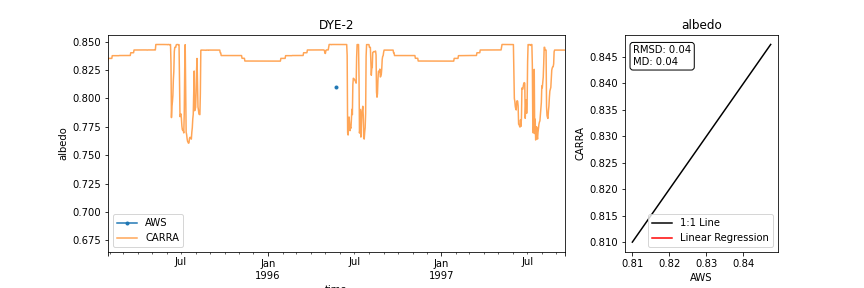 DYE-2
albedo
0.850
0.825
0.800
0.775
0.750
0.725
0.700
0.675
AWS
CARRA
Jul
Jan
1996
Jul
Jan
1997
Jul
time
albedo
CARRA
0.845
0.840
0.835
0.830
0.825
0.820
0.815
0.810
RMSD: 0.04
MD: 0.04
1:1 Line
Linear Regression
0.81 0.82 0.83 0.84
AWS